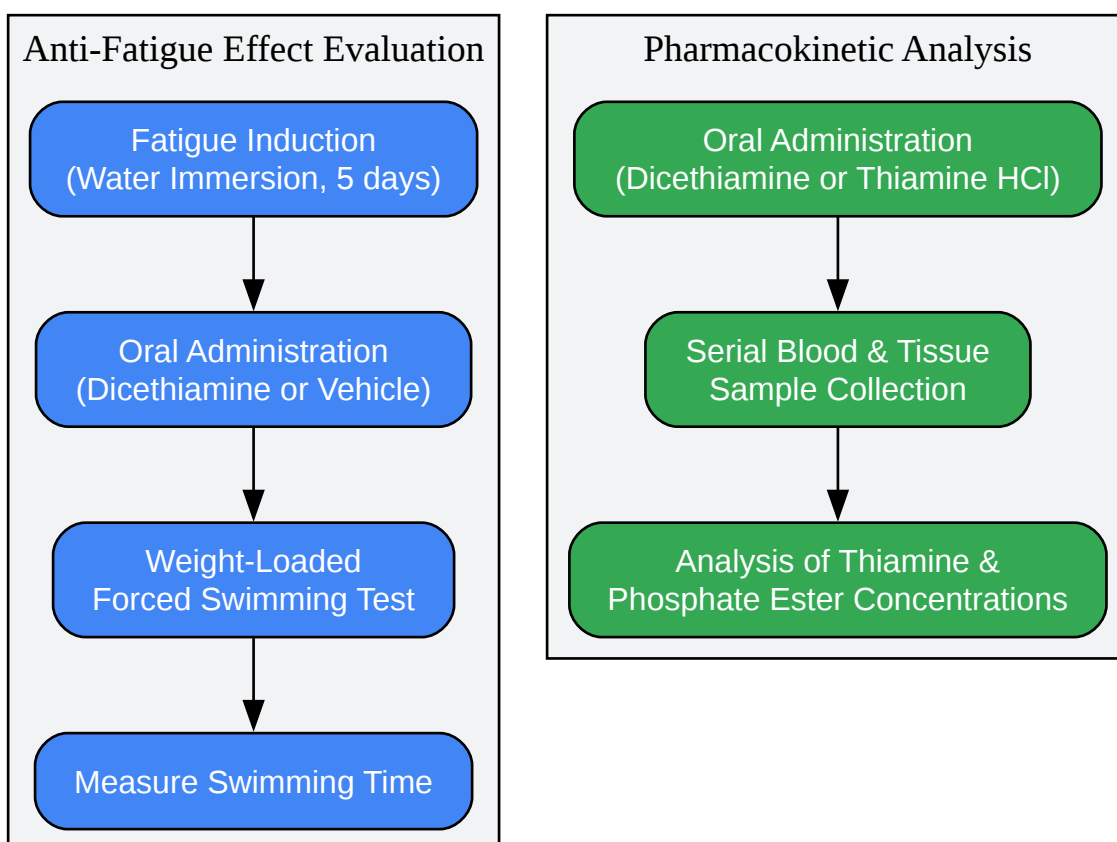 Anti-Fatigue Effect Evaluation
Fatigue Induction
(Water Immersion, 5 days)
Oral Administration
(Dicethiamine or Vehicle)
Weight-Loaded
Forced Swimming Test
Measure Swimming Time
Pharmacokinetic Analysis
Oral Administration
(Dicethiamine or Thiamine HCl)
Serial Blood & Tissue
Sample Collection
Analysis of Thiamine &
Phosphate Ester Concentrations